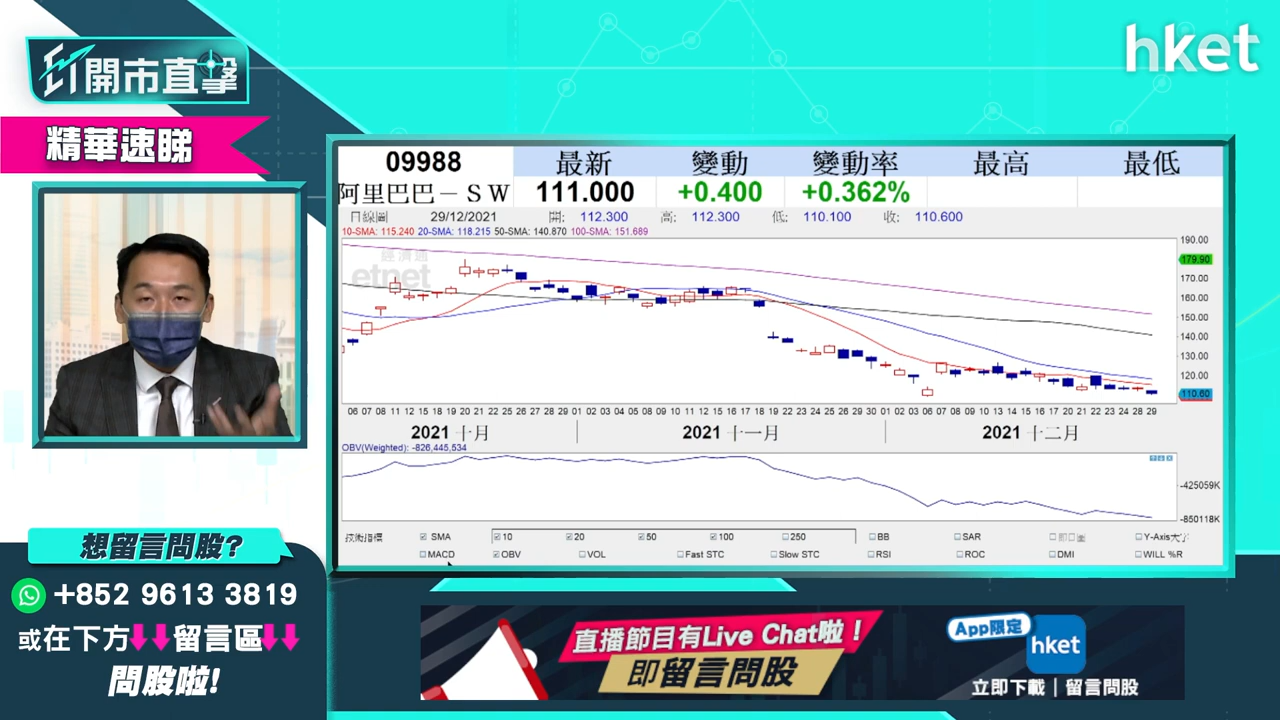 ET開市直擊
hket
精華速睇
09988
最新 變動 變動率 最高 最低
阿里巴巴－ＳＷ 111.000 +0.400 +0.362%
日線圖 29/12/2021 開: 112.300 高: 112.300 低: 110.100 收: 110.600
10-SMA: 115.240 20-SMA: 118.215 50-SMA: 140.870 100-SMA: 151.689
經濟通
etnet
190.00
179.90
170.00
160.00
150.00
140.00
130.00
120.00
110.60
06 07 08 11 12 15 18 19 20 21 22 25 26 27 28 29 01 02 03 04 05 08 09 10 11 12 15 16 17 18 19 22 23 24 25 26 29 30 01 02 03 06 07 08 09 10 13 14 15 16 17 20 21 22 23 24 28 29
2021 十月 2021 十一月 2021 十二月
OBV(Weighted): -826,445,534
-425059K
-850118K
技術指標 SMA 10 20 50 100 250 BB SAR Y-Axis大字
MACD OBV VOL Fast STC Slow STC RSI ROC DMI WILL %R
想留言問股?
+852 9613 3819
或在下方留言區
問股啦!
直播節目有Live Chat啦！
即留言問股
App限定
hket
立即下載｜留言問股